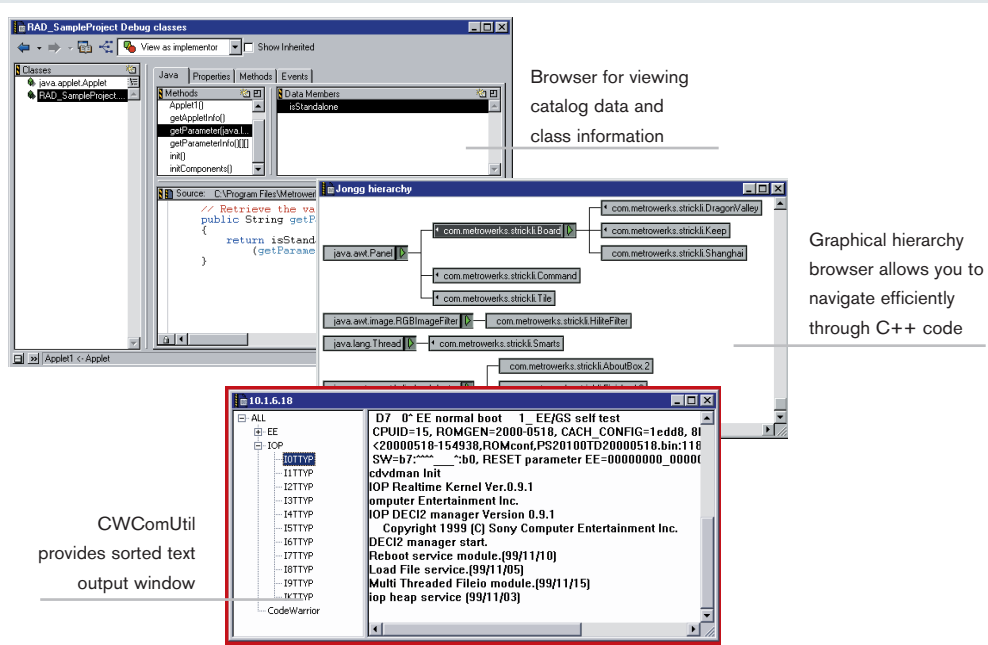 RAD_SampleProject Debug classes
View as implementor
Show Inherited
Classes
java.applet.Applet
RAD_SampleProject....
Java Properties Methods Events
Methods
Applet1()
getAppletInfo()
getParameter(java.l...
getParameterInfo()[][]
init()
initComponents()
Data Members
isStandalone
Source: C:\Program Files\Metrowerk
// Retrieve the va
public String getP
{
return isStand
(getParame
}
Applet1 <- Applet
Browser for viewing
catalog data and
class information
Jongg hierarchy
com.metrowerks.strickli.DragonValley
com.metrowerks.strickli.Board
com.metrowerks.strickli.Keep
java.awt.Panel
com.metrowerks.strickli.Shanghai
com.metrowerks.strickli.Command
com.metrowerks.strickli.Tile
java.awt.image.RGBImageFilter
com.metrowerks.strickli.HiliteFilter
java.lang.Thread
com.metrowerks.strickli.Smarts
com.metrowerks.strickli.AboutBox.2
Graphical hierarchy
browser allows you to
navigate efficiently
through C++ code
10.1.6.18
ALL
EE
IOP
I0TTYP
I1TTYP
I2TTYP
I3TTYP
I4TTYP
I5TTYP
I6TTYP
I7TTYP
I8TTYP
I9TTYP
IKTTYP
CodeWarrior
D7 0^ EE normal boot 1_ EE/GS self test
CPUID=15, ROMGEN=2000-0518, CACH_CONFIG=1edd8, 8
<20000518-154938,ROMconf,PS20100TD20000518.bin:118
SW=b7:^^^^___^:b0, RESET parameter EE=00000000_0000
cdvdman Init
IOP Realtime Kernel Ver.0.9.1
omputer Entertainment Inc.
IOP DECI2 manager Version 0.9.1
Copyright 1999 (C) Sony Computer Entertainment Inc.
DECI2 manager start.
Reboot service module.(99/11/10)
Load File service.(99/11/05)
Multi Threaded Fileio module.(99/11/15)
iop heap service (99/11/03)
CWComUtil
provides sorted text
output window